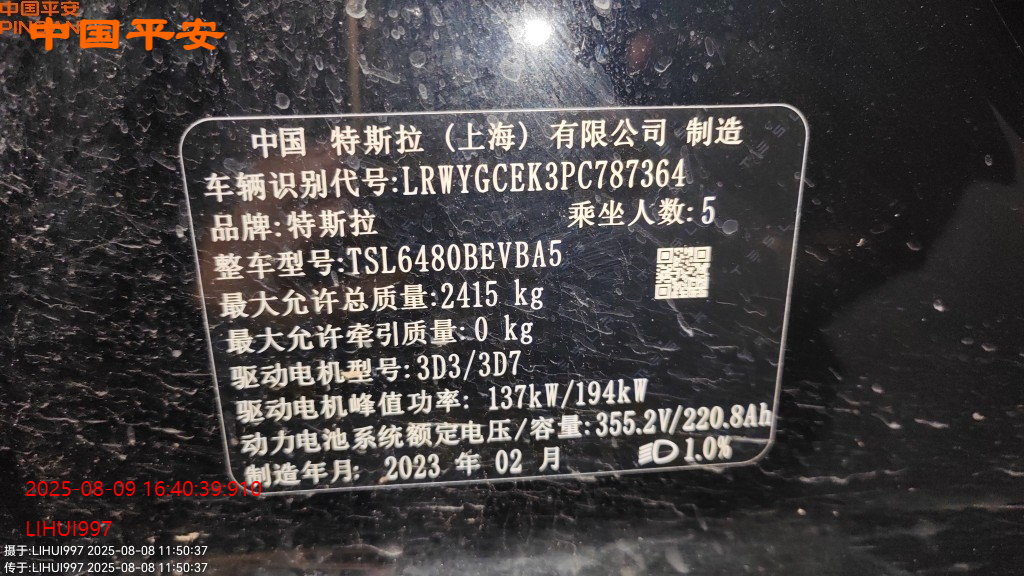 中国平安
PIN
中国平安
中国 特斯拉 (上海) 有限公司 制造
车辆识别代号:LRWYGCEK3PC787364
品牌:特斯拉 乘坐人数:5
整车型号:TSL6480BEVBA5
最大允许总质量:2415 kg
最大允许牵引质量:0 kg
驱动电机型号:3D3/3D7
驱动电机峰值功率: 137kW/194kW
动力电池系统额定电压/容量:355.2V/220.8Ah
制造年月: 2023 年 02 月 1.0%
2025-08-09 16:40:39:910
LIHUI997
摄于:LIHUI997 2025-08-08 11:50:37
传于:LIHUI997 2025-08-08 11:50:37